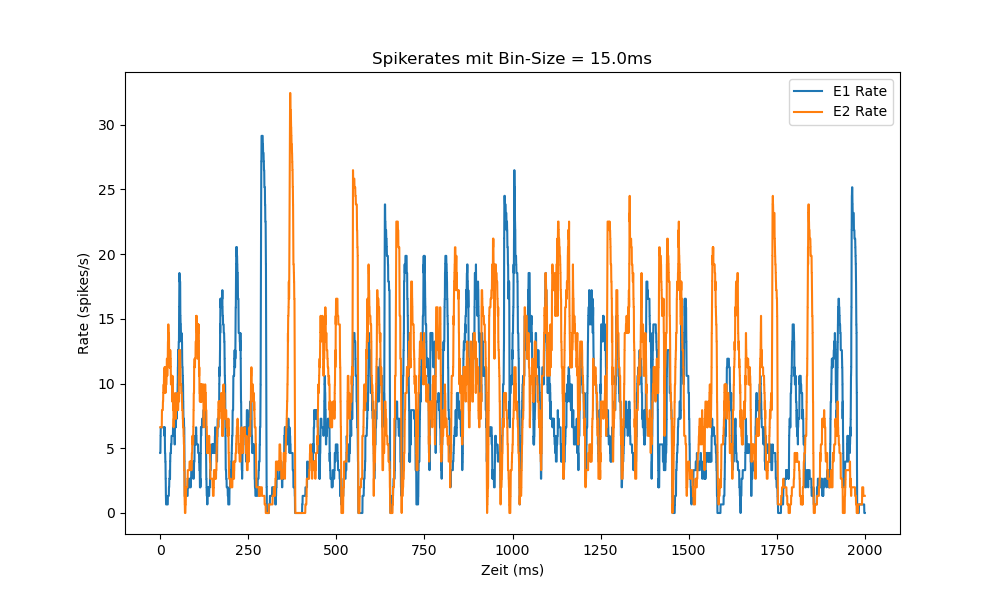 Spikerates mit Bin-Size = 15.0ms
E1 Rate
E2 Rate
Rate (spikes/s)
30
25
20
15
10
5
0
0 250 500 750 1000 1250 1500 1750 2000
Zeit (ms)